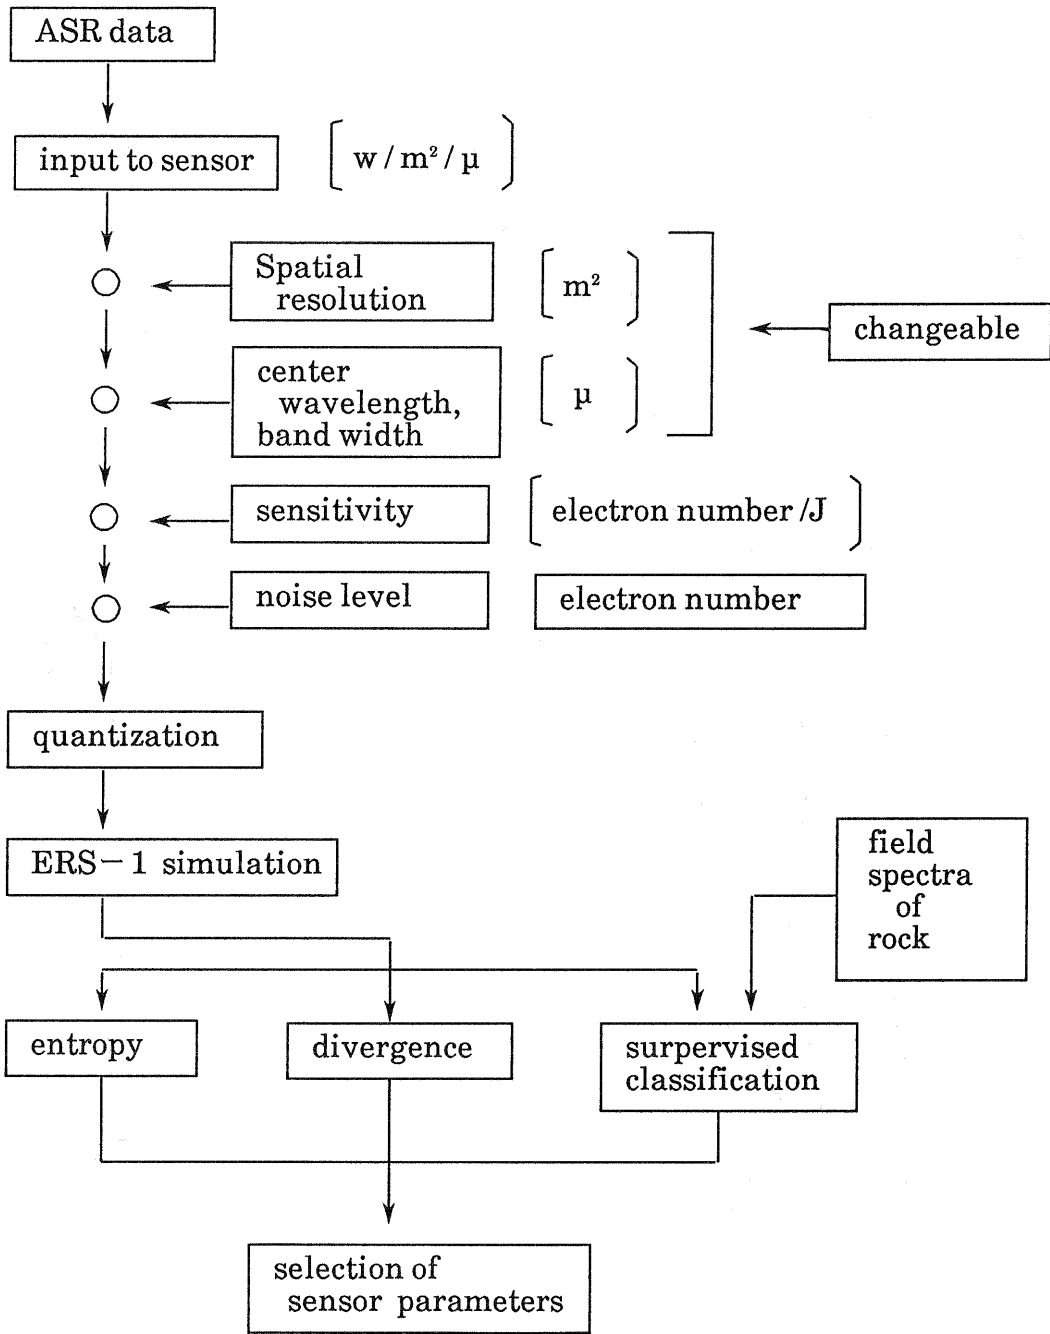 ASR data
input to sensor
[w/m²/μ]
Spatial
resolution
[m²]
changeable
center
wavelength,
band width
[μ]
sensitivity
[electron number/J]
noise level
electron number
quantization
ERS-1 simulation
field
spectra
of
rock
entropy
divergence
surpervised
classification
selection of
sensor parameters